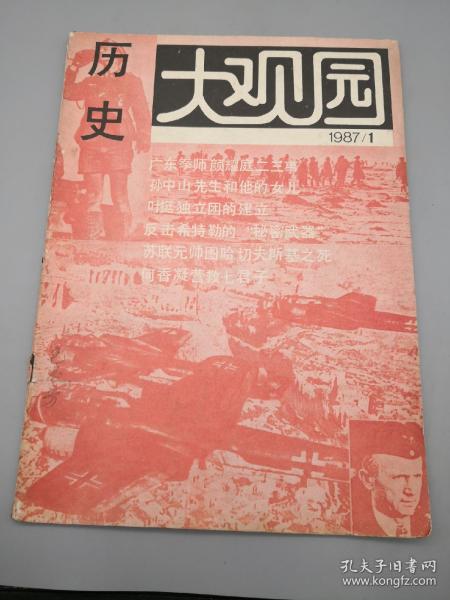 历史
大观园
1987/1
广东拳师颜耀庭二三事
孙中山先生和他的女儿
叶挺独立团的建立
反击希特勒的“秘密武器”
苏联元帅图哈切夫斯基之死
何香凝营救七君子
孔夫子旧书网
www.kongfz.com